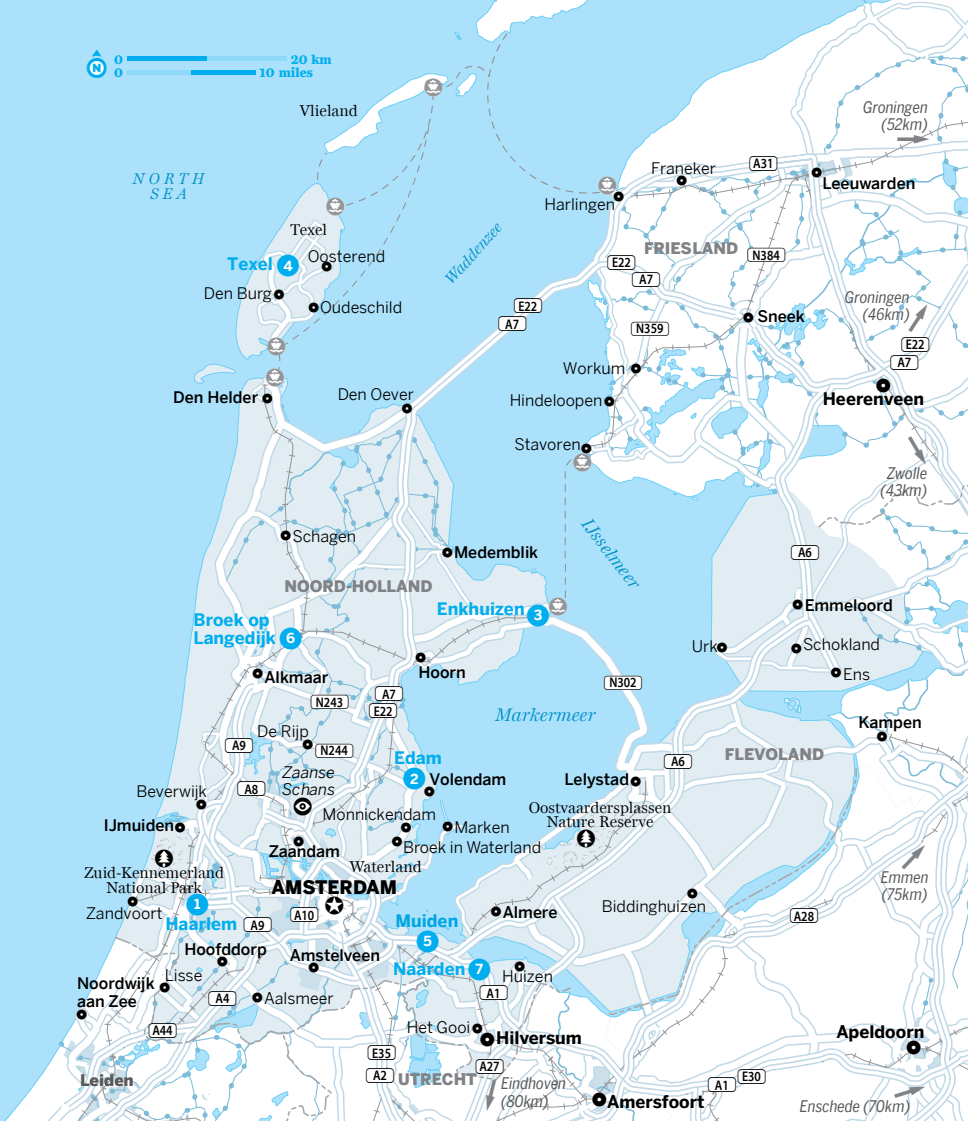 N
0 20 km
0 10 miles
Vlieland
NORTH
SEA
Waddenzee
Groningen
(52km)
A31
Franeker
Leeuwarden
Harlingen
Texel
Oosterend
Texel 4
Den Burg
Oudeschild
FRIESLAND
N384
E22
A7
E22
A7
Groningen
(46km)
Sneek
N359
E22
A7
Workum
Den Helder
Den Oever
Hindeloopen
Heerenveen
Stavoren
Zwolle
(43km)
IJsselmeer
Schagen
Medemblik
A6
NOORD-HOLLAND
Enkhuizen 3
Emmeloord
Broek op
Langedijk 6
Urk
Schokland
Hoorn
Ens
Alkmaar
N302
A7
E22
N243
Markermeer
Kampen
De Rijp
A9
N244
FLEVOLAND
Edam
2
A6
Zaanse
Schans
Volendam
Lelystad
A8
Beverwijk
Oostvaardersplassen
Nature Reserve
Monnickendam
IJmuiden
Marken
Zaandam
Broek in Waterland
Waterland
Zuid-Kennemerland
National Park
AMSTERDAM
Emmen
(75km)
1
Haarlem
Zandvoort
A10
Almere
Biddinghuizen
A28
A9
Muiden
5
Hoofddorp
Amstelveen
Naarden 7
Huizen
Lisse
Noordwijk
aan Zee
A4
Aalsmeer
A1
A44
Het Gooi
Hilversum
Apeldoorn
E35
A2
A27
UTRECHT
Eindhoven
(80km)
Leiden
A1
E30
Amersfoort
Enschede (70km)